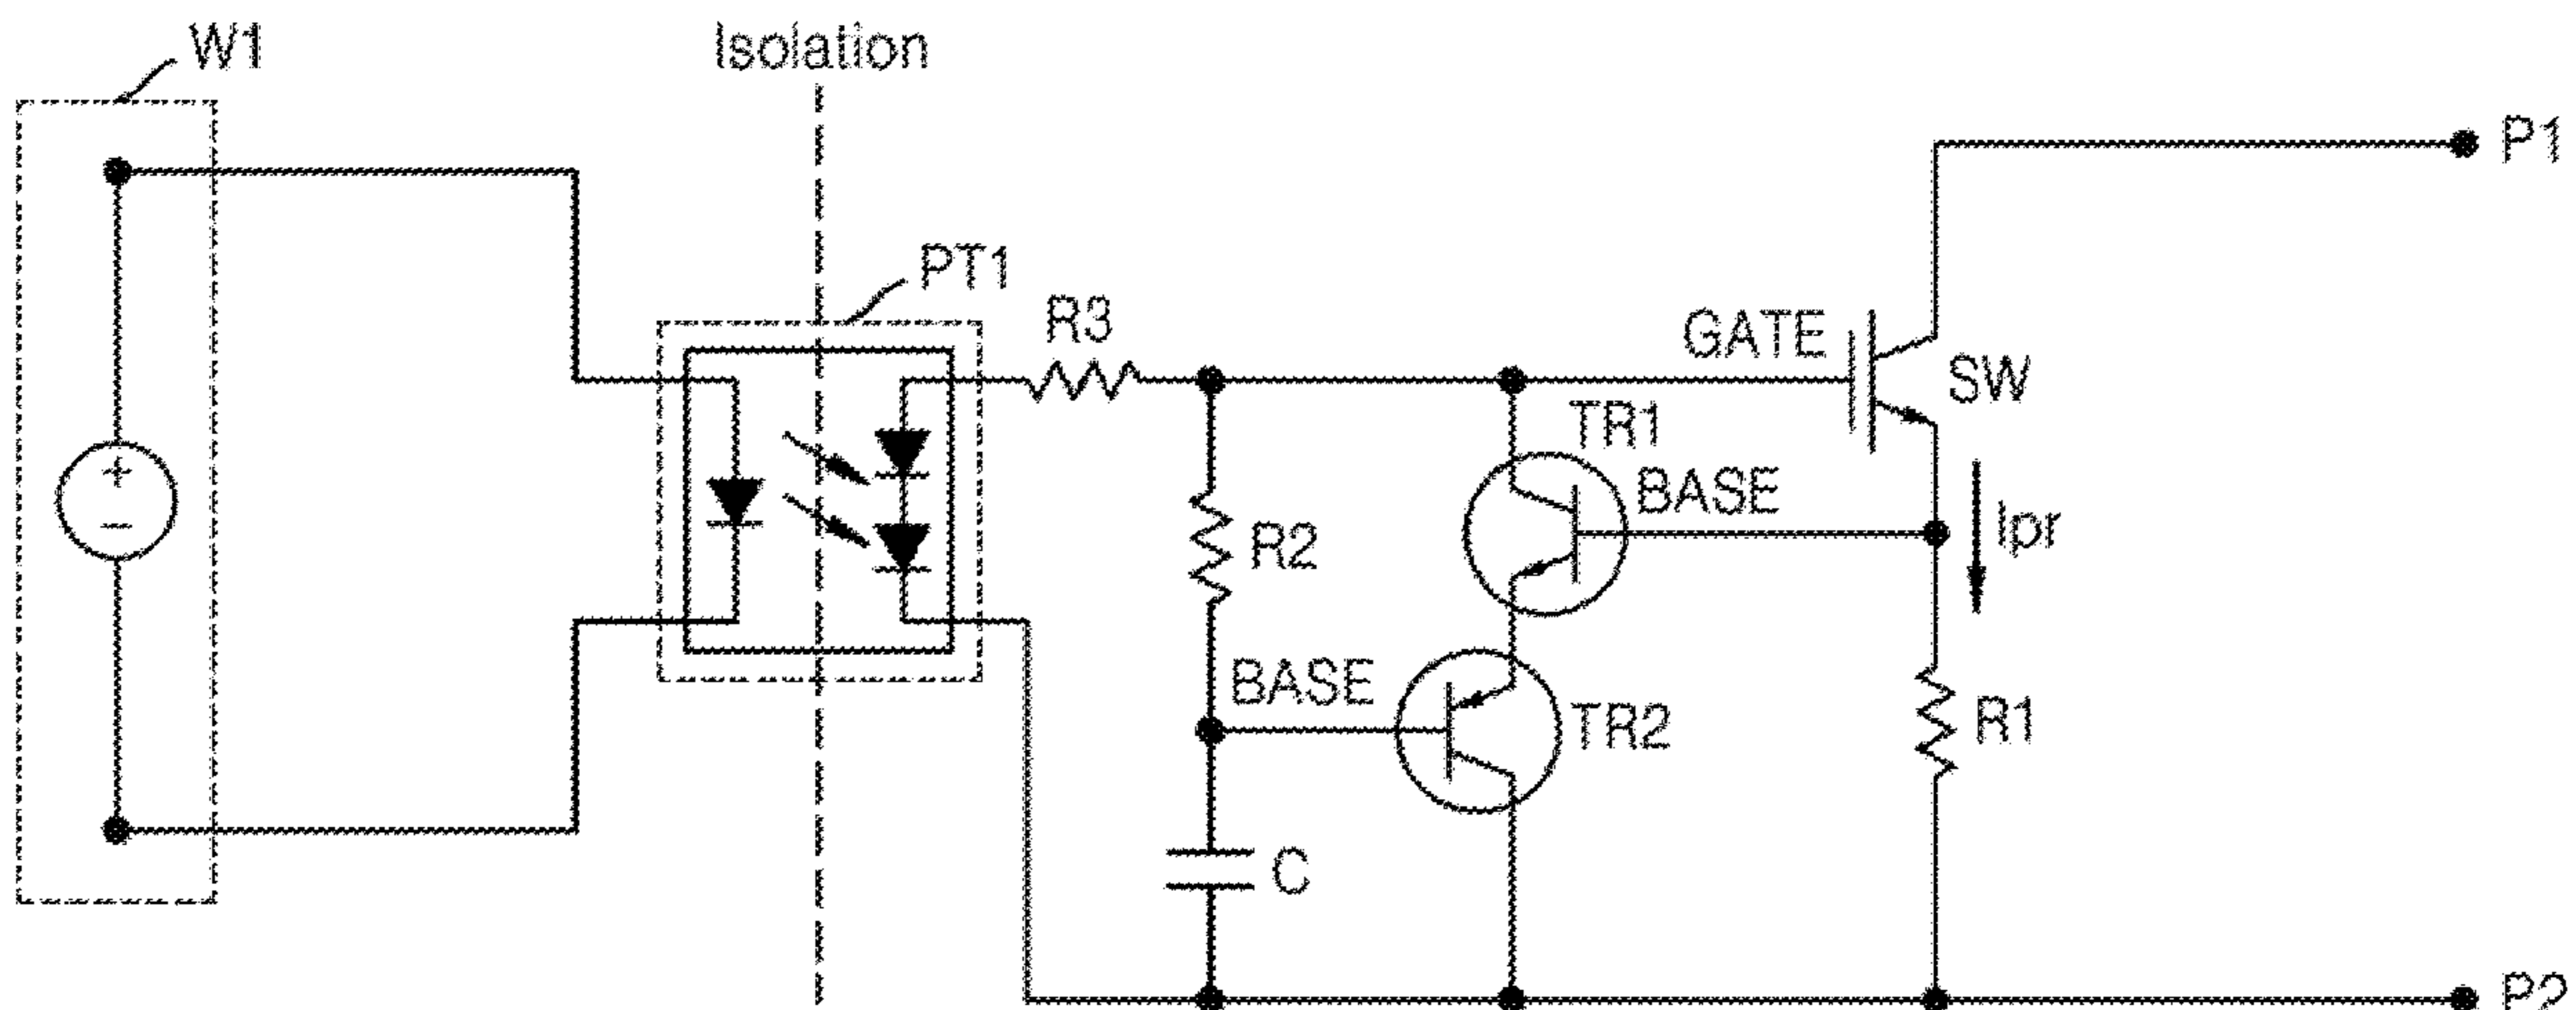 W1
Isolation
P1
PT1
R3
GATE
SW
TR1
BASE
Ipr
R2
BASE
TR2
R1
C
P2